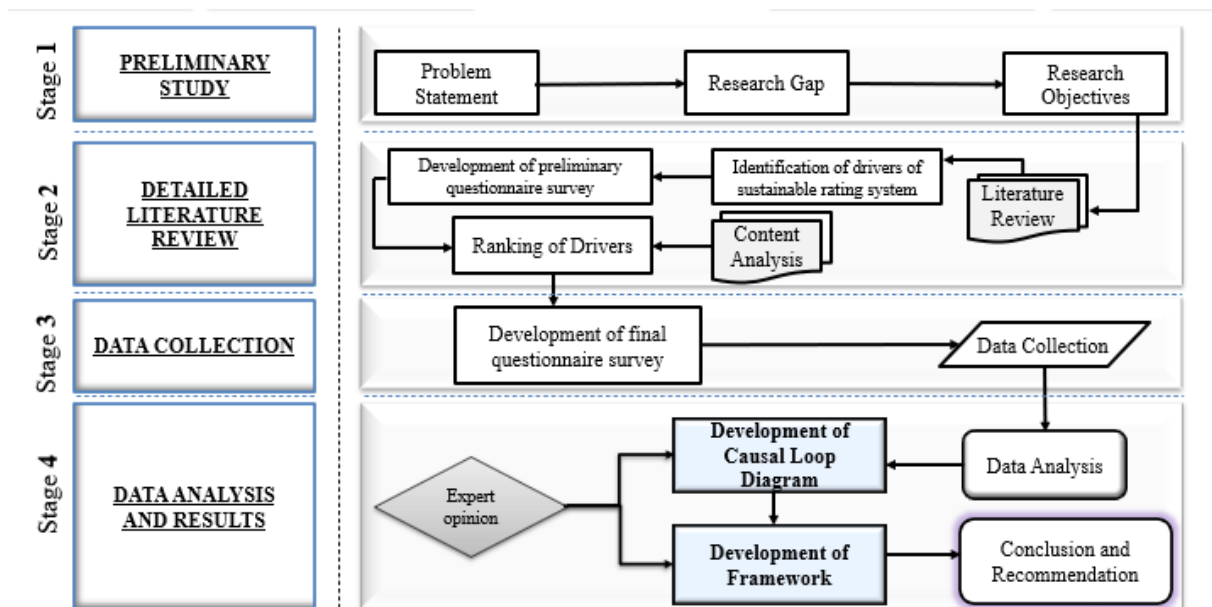 Stage 1
PRELIMINARY
STUDY
Problem
Statement
Research Gap
Research
Objectives
Stage 2
DETAILED
LITERATURE
REVIEW
Development of preliminary
questionnaire survey
Identification of drivers of
sustainable rating system
Literature
Review
Ranking of Drivers
Content
Analysis
Stage 3
DATA COLLECTION
Development of final
questionnaire survey
Data Collection
Stage 4
DATA ANALYSIS
AND RESULTS
Expert
opinion
Development of
Causal Loop
Diagram
Data Analysis
Development of
Framework
Conclusion and
Recommendation